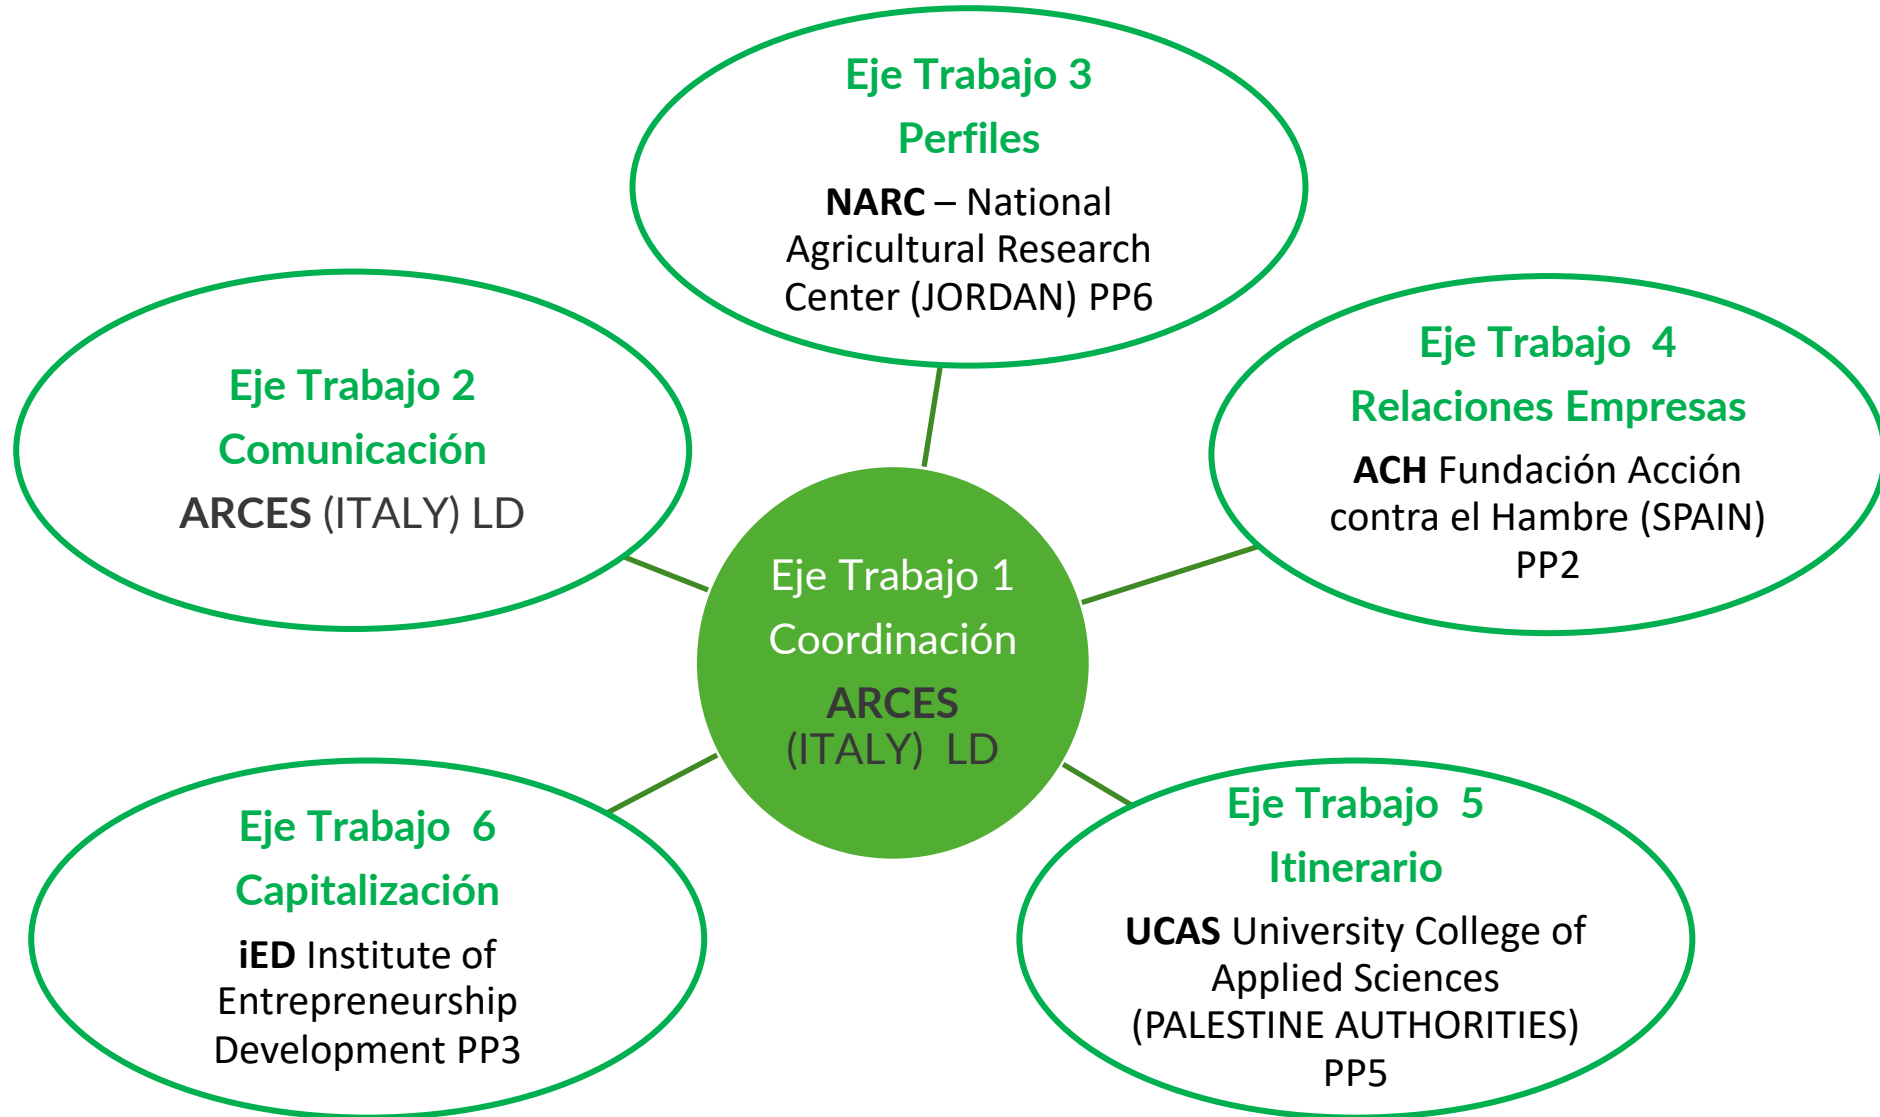 Eje Trabajo 3
Perfiles
NARC – National
Agricultural Research
Center (JORDAN) PP6
Eje Trabajo 2
Comunicación
ARCES (ITALY) LD
Eje Trabajo 4
Relaciones Empresas
ACH Fundación Acción
contra el Hambre (SPAIN)
PP2
Eje Trabajo 1
Coordinación
ARCES
(ITALY) LD
Eje Trabajo 6
Capitalización
iED Institute of
Entrepreneurship
Development PP3
Eje Trabajo 5
Itinerario
UCAS University College of
Applied Sciences
(PALESTINE AUTHORITIES)
PP5